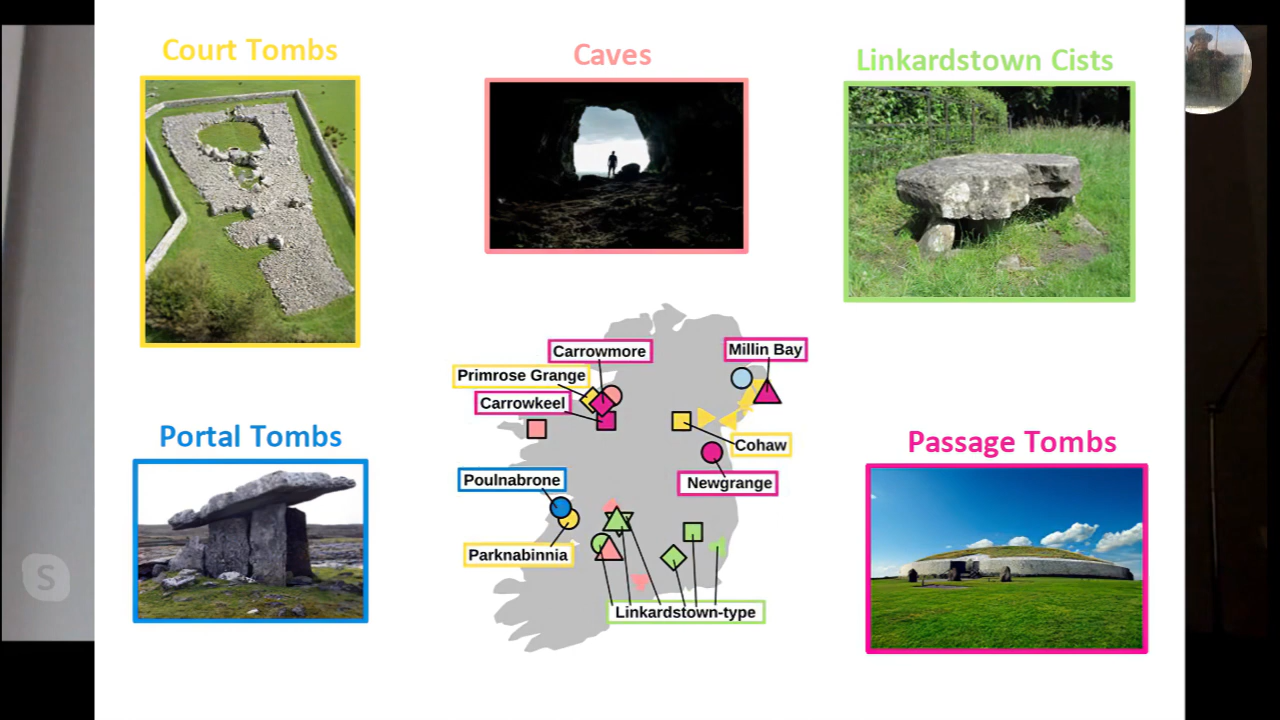 Court Tombs
Caves
Linkardstown Cists
Carrowmore
Millin Bay
Primrose Grange
Carrowkeel
Portal Tombs
Cohaw
Passage Tombs
Poulnabrone
Newgrange
Parknabinnia
Linkardstown-type
S